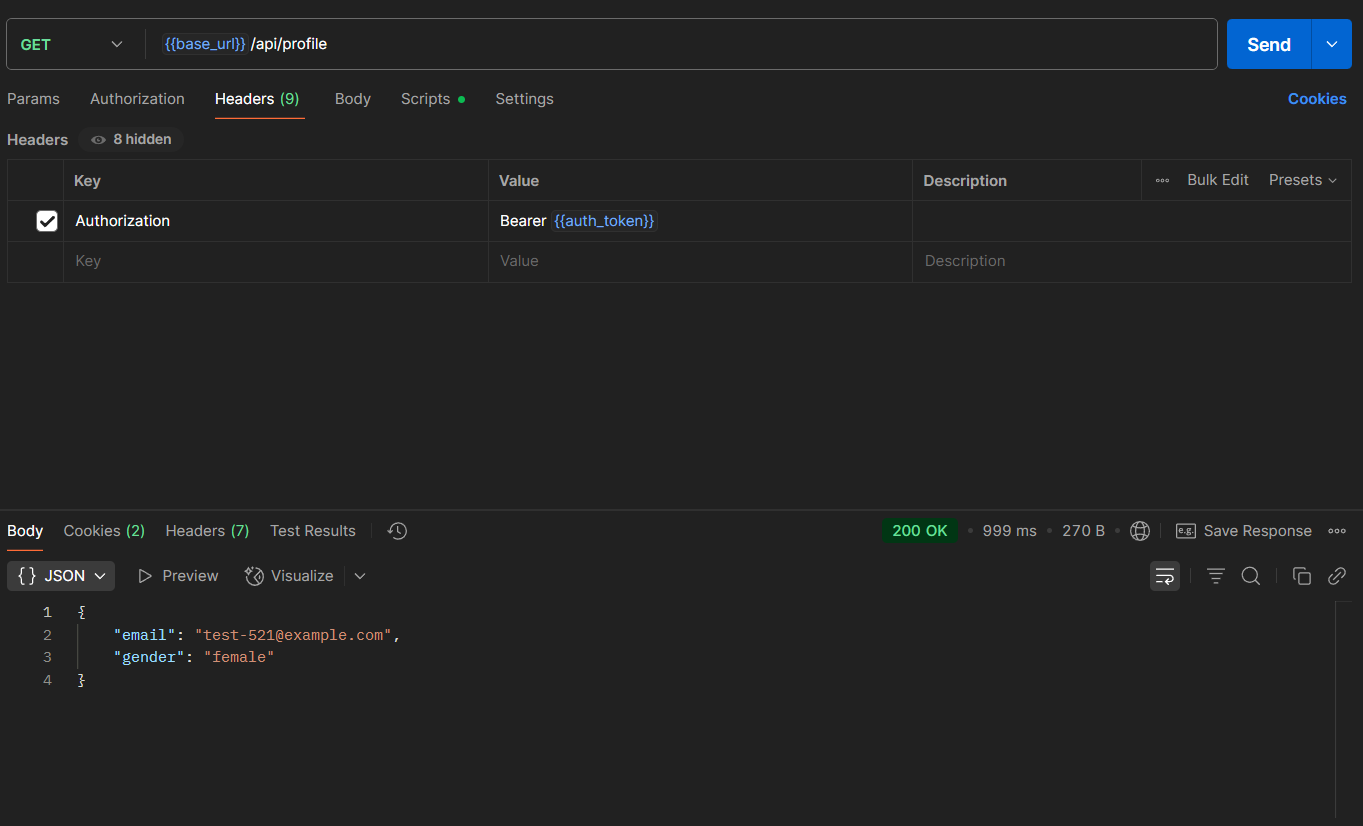 GET {{base_url}} /api/profile Send
Params Authorization Headers (9) Body Scripts Settings Cookies
Headers 8 hidden
Key Value Description Bulk Edit Presets
Authorization Bearer {{auth_token}}
Key Value Description
Body Cookies (2) Headers (7) Test Results 200 OK 999 ms 270 B e.g. Save Response
{} JSON Preview Visualize
1 {
2 "email": "test-521@example.com",
3 "gender": "female"
4 }